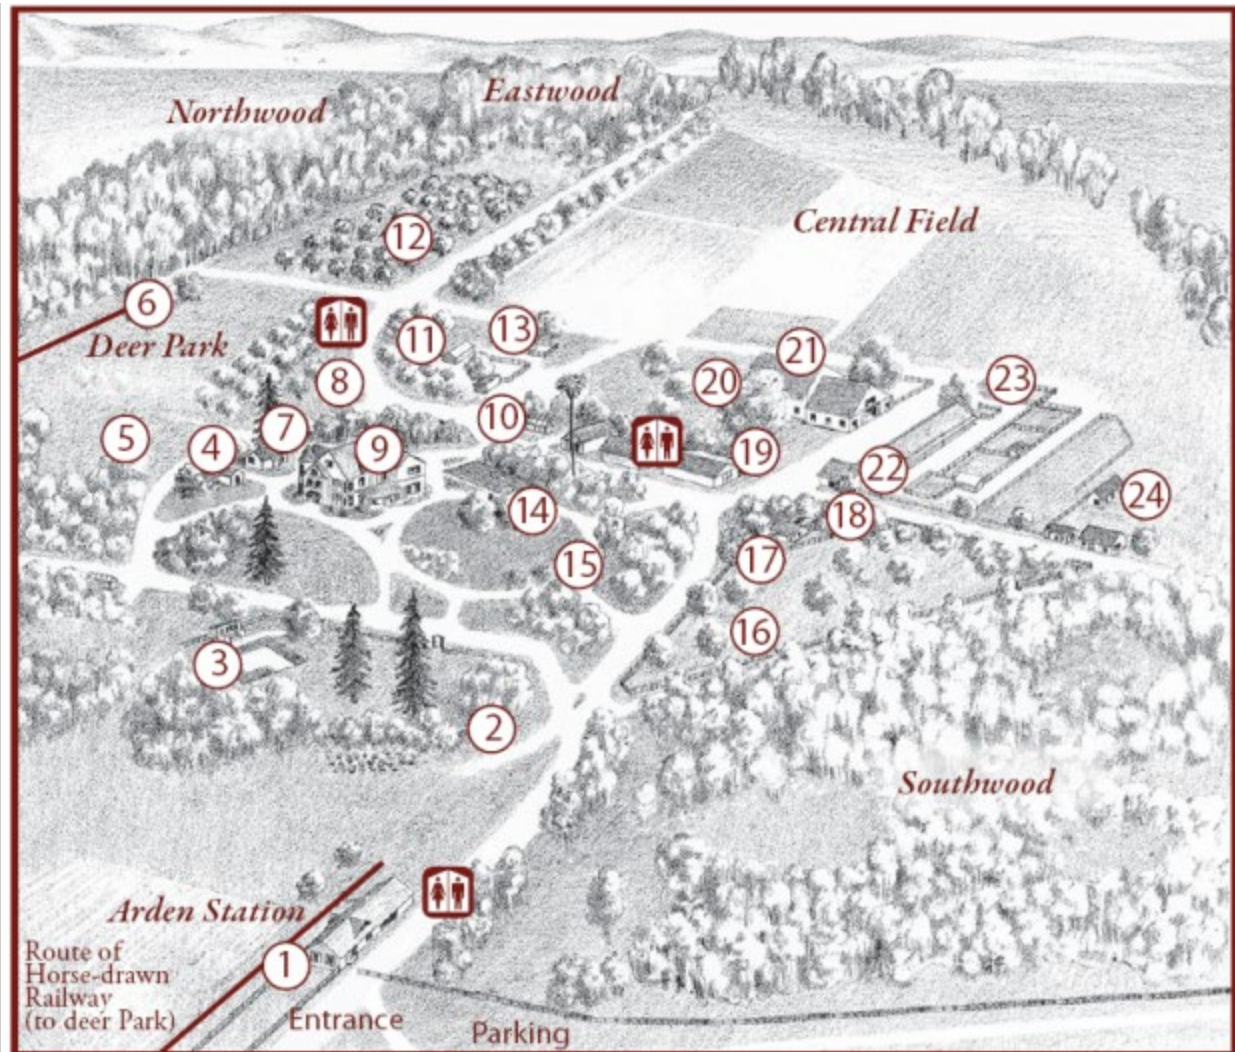 Northwood
Eastwood
Central Field
12
6
Deer Park
11
13
21
8
20
23
5
4
7
9
10
19
22
24
14
18
15
17
16
3
2
Southwood
Arden Station
Route of
Horse-drawn
Railway
(to deer Park)
1
Entrance
Parking